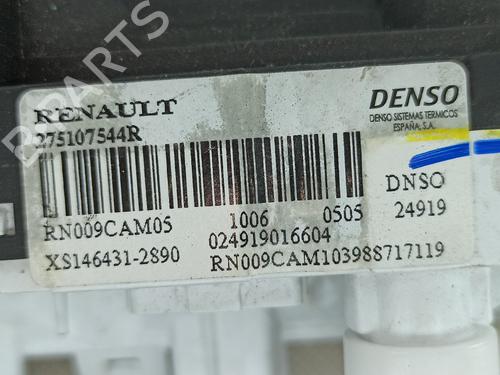 B-PARTS
RENAULT
DENSO
275107544R
DENSO SISTEMAS TERMICOS
ESPAÑA, S.A.
DNSO
RN009CAM05 1006 0505 24919
024919016604
XS146431-2890 RN009CAM103988717119